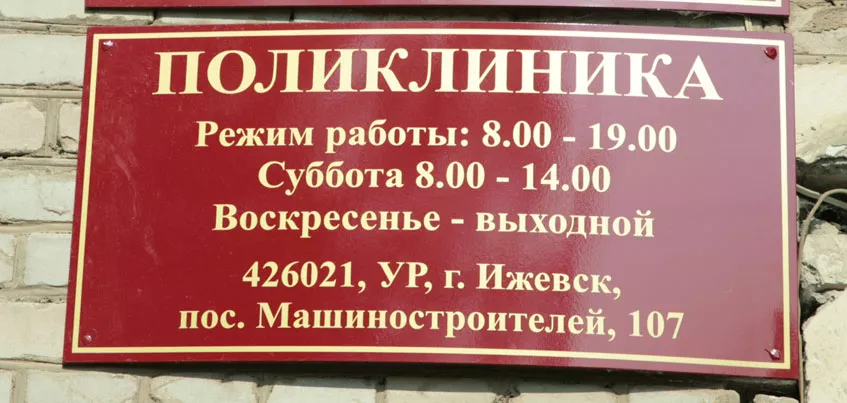 ПОЛИКЛИНИКА
Режим работы: 8.00 - 19.00
Суббота 8.00 - 14.00
Воскресенье - выходной
426021, УР, г. Ижевск,
пос. Машиностроителей, 107